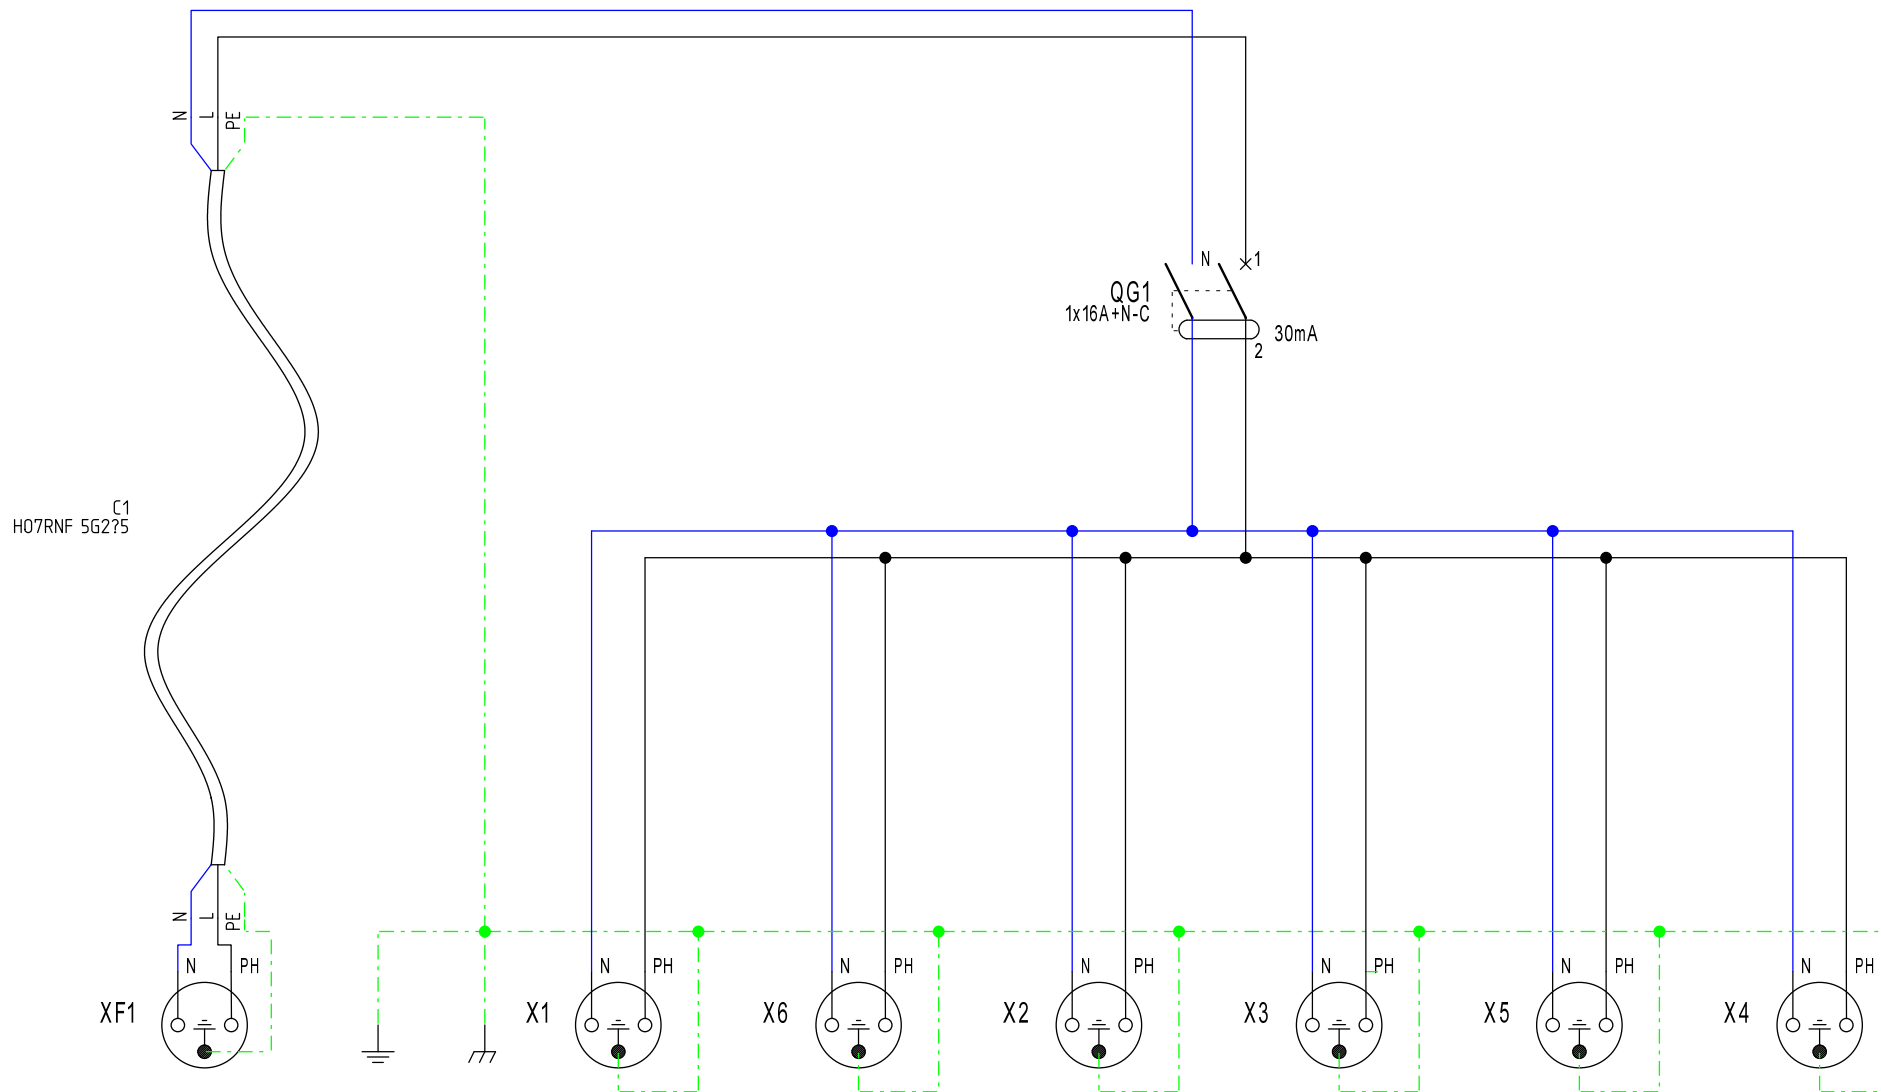 N L PE
N 1
QG1
1x16A+N-C
30mA
2
C1
H07RNF 5G2?5
N L PE
N PH
N PH
N PH
N PH
N PH
N PH
N PH
XF1
X1
X6
X2
X3
X5
X4